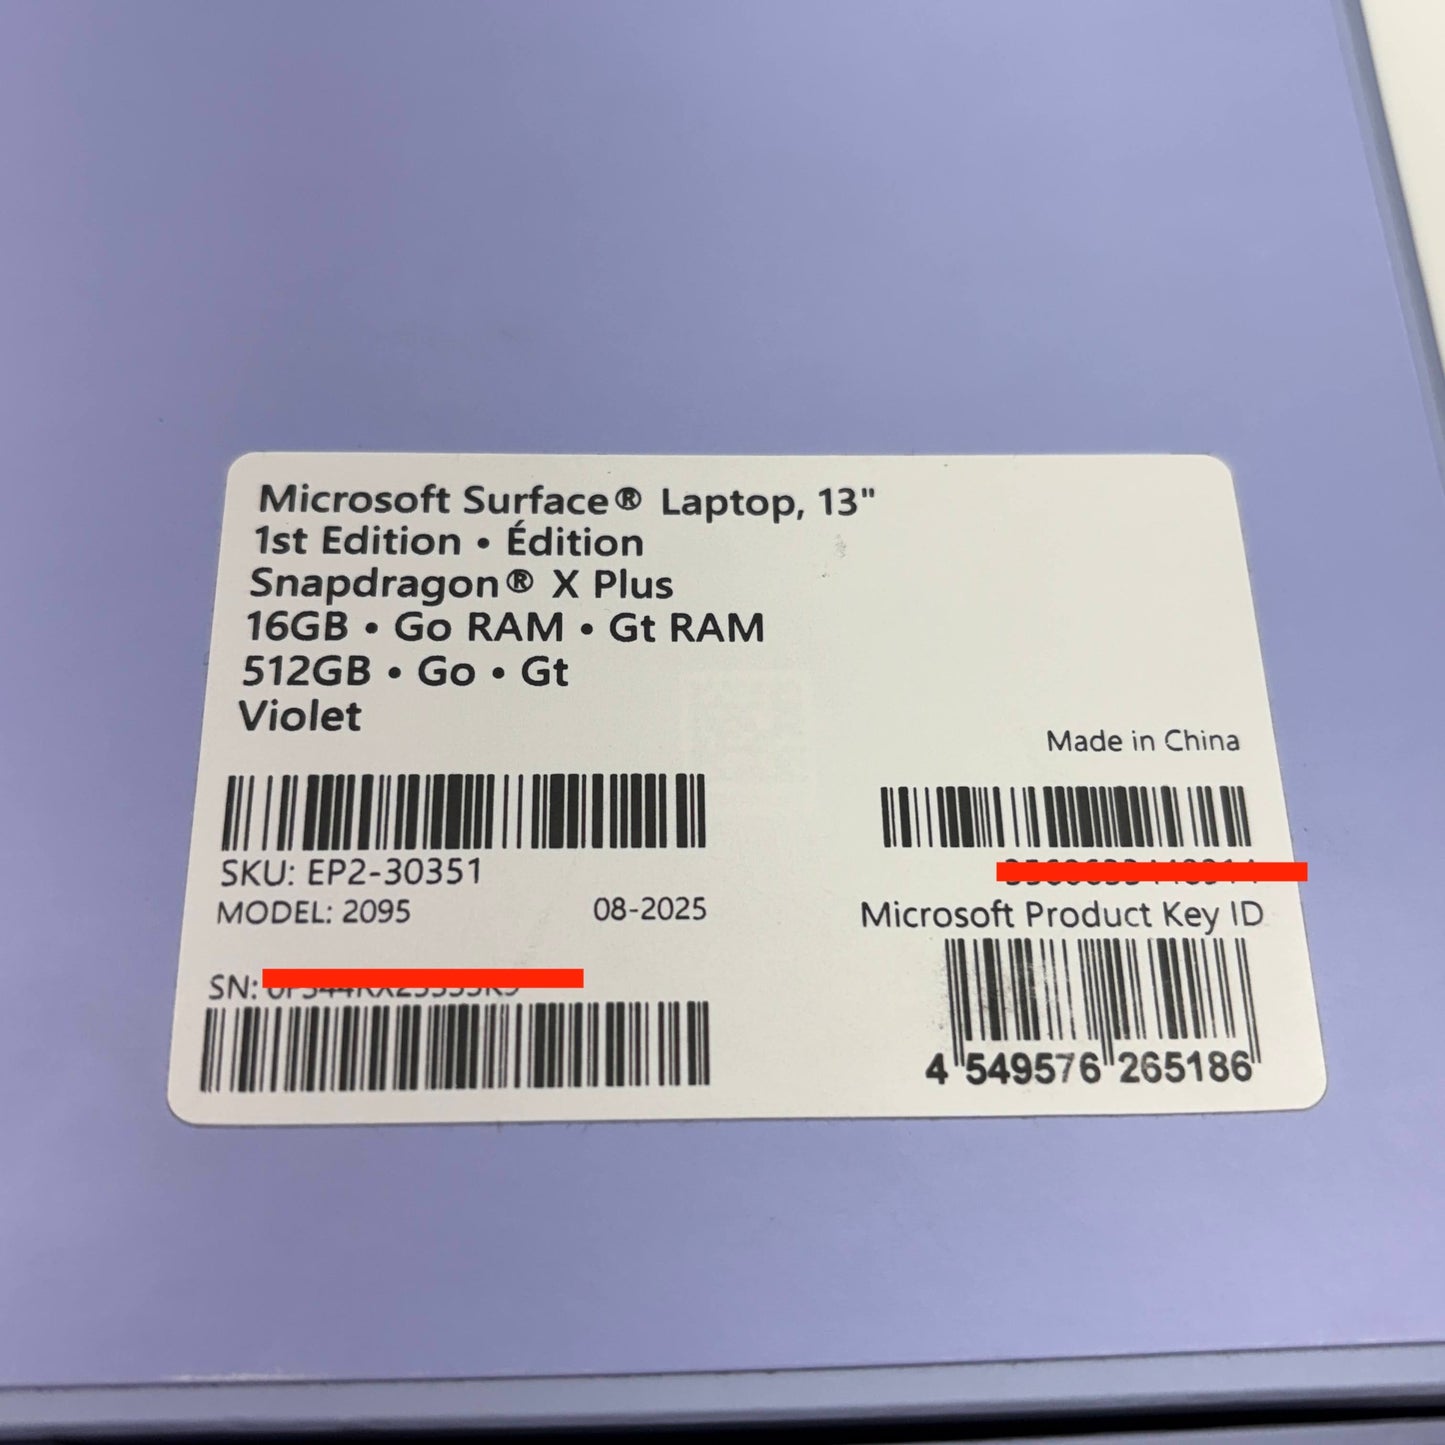 Microsoft Surface® Laptop, 13"
1st Edition • Édition
Snapdragon® X Plus
16GB • Go RAM • Gt RAM
512GB • Go • Gt
Violet
Made in China
SKU: EP2-30351
MODEL: 2095 08-2025
Microsoft Product Key ID
SN:
4 549576 265186